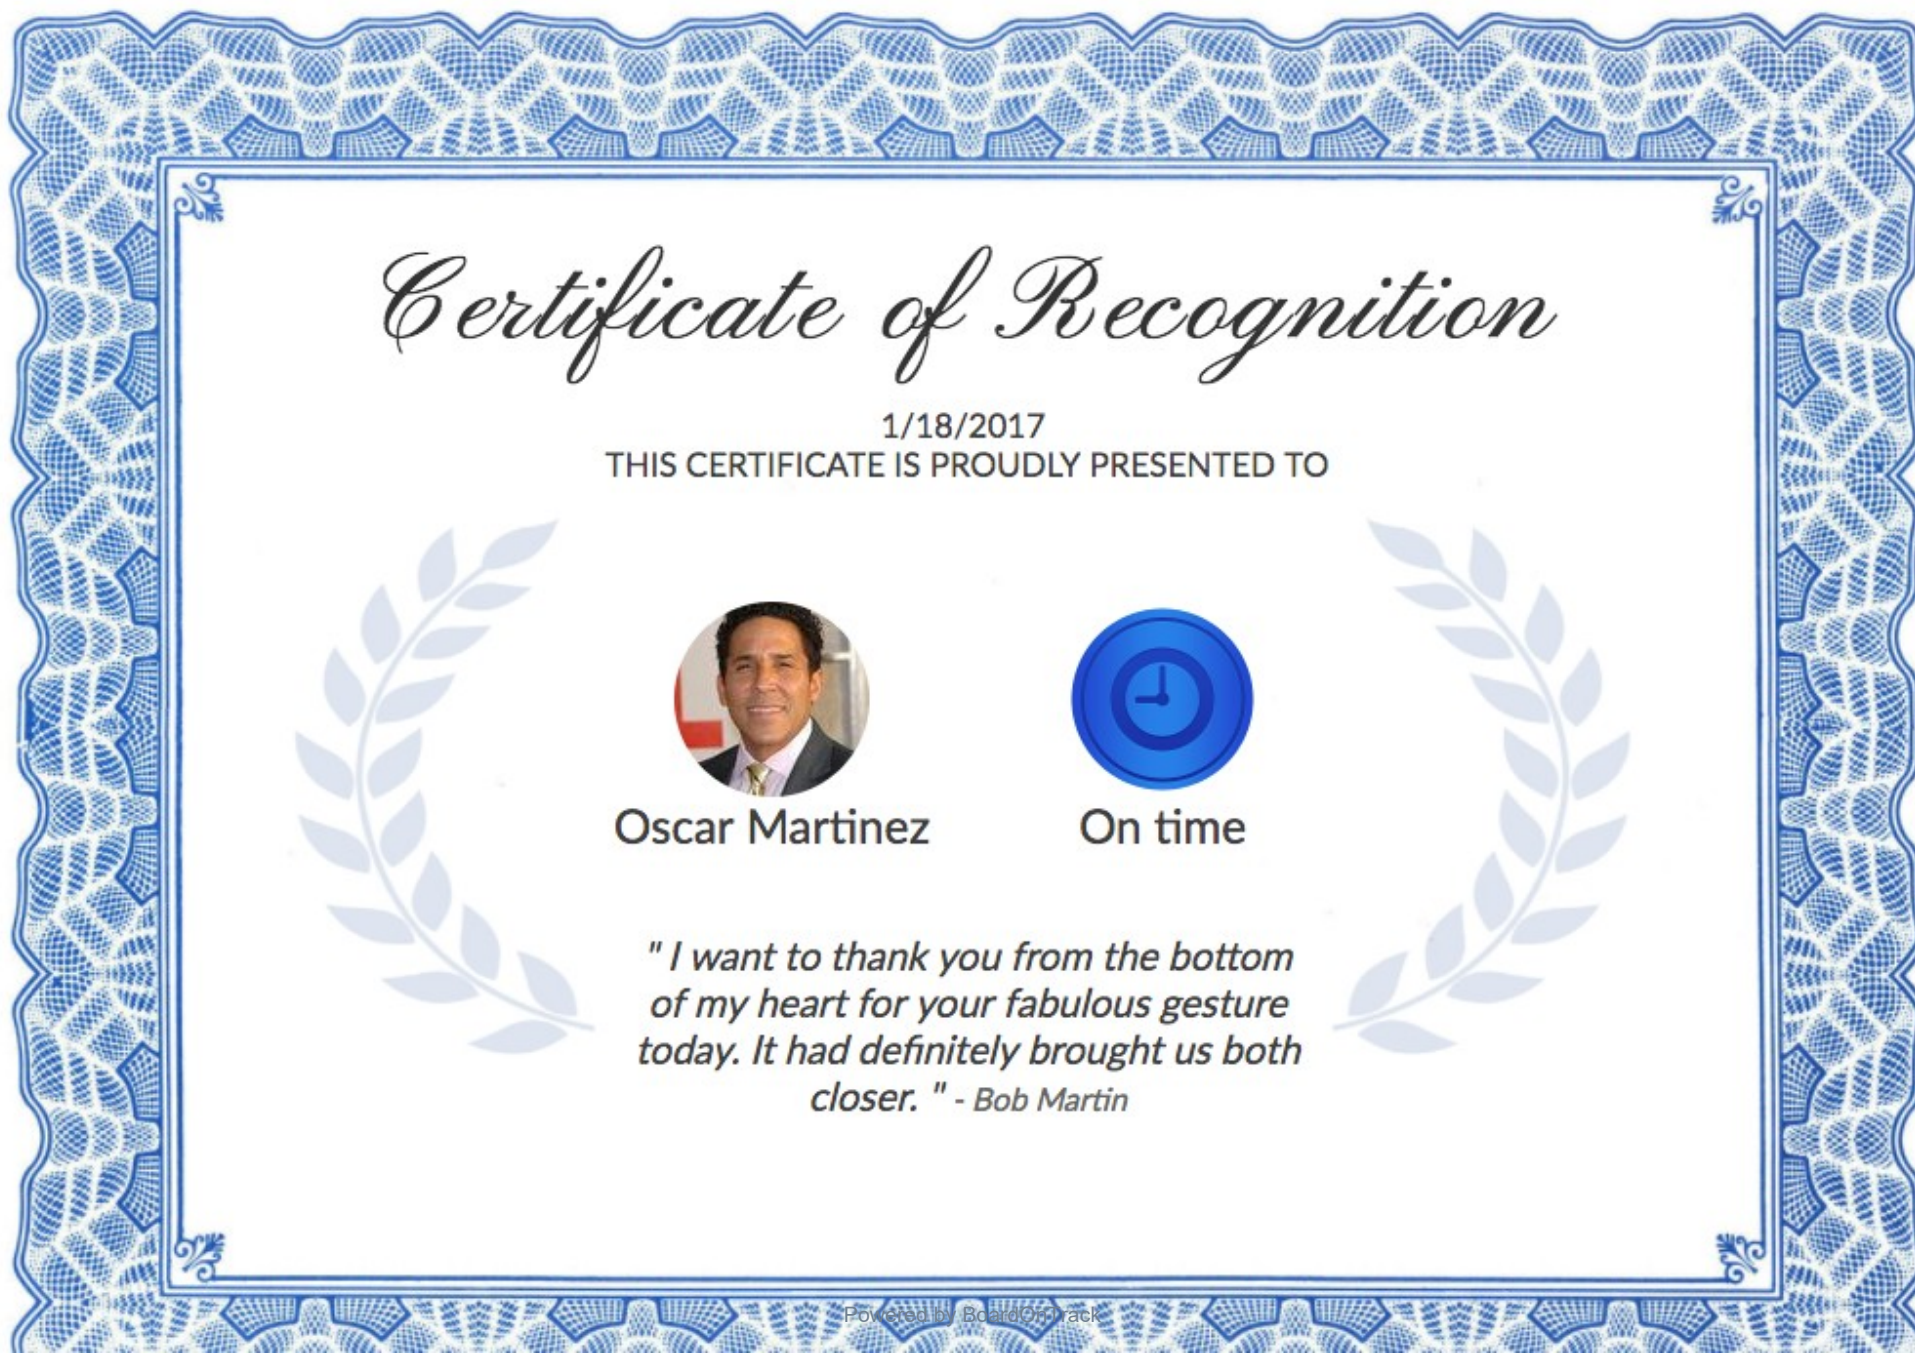 Certificate of Recognition
1/18/2017
THIS CERTIFICATE IS PROUDLY PRESENTED TO
Oscar Martinez
On time
" I want to thank you from the bottom
of my heart for your fabulous gesture
today. It had definitely brought us both
closer. " - Bob Martin
Powered by BoardOnTrack